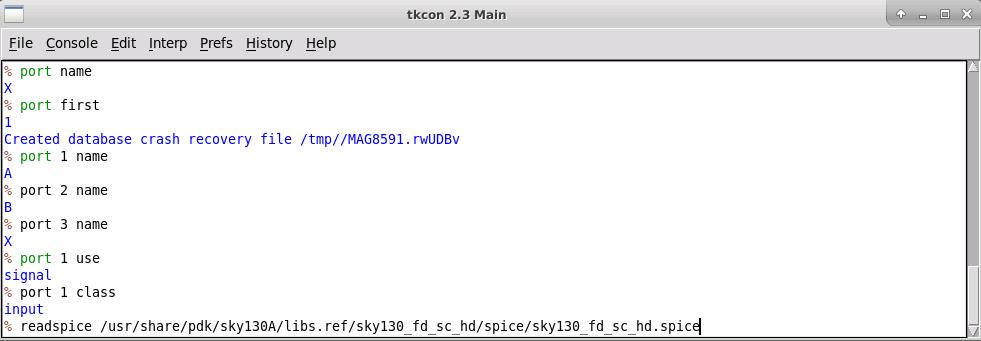 tkcon 2.3 Main
File Console Edit Interp Prefs History Help
% port name
X
% port first
1
Created database crash recovery file /tmp//MAG8591.rwUDBv
% port 1 name
A
% port 2 name
B
% port 3 name
X
% port 1 use
signal
% port 1 class
input
% readspice /usr/share/pdk/sky130A/libs.ref/sky130_fd_sc_hd/spice/sky130_fd_sc_hd.spice